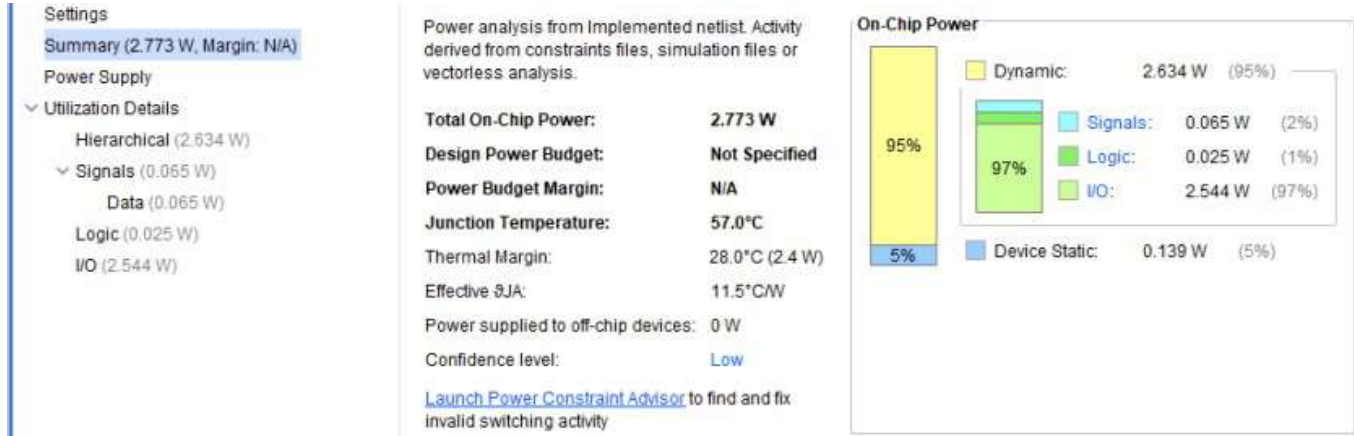 Settings
Summary (2.773 W, Margin: N/A)
Power Supply
Utilization Details
Hierarchical (2.634 W)
Signals (0.065 W)
Data (0.065 W)
Logic (0.025 W)
I/O (2.544 W)
Power analysis from Implemented netlist. Activity
derived from constraints files, simulation files or
vectorless analysis.
Total On-Chip Power: 2.773 W
Design Power Budget: Not Specified
Power Budget Margin: N/A
Junction Temperature: 57.0°C
Thermal Margin: 28.0°C (2.4 W)
Effective ϑJA: 11.5°C/W
Power supplied to off-chip devices: 0 W
Confidence level: Low
Launch Power Constraint Advisor to find and fix
invalid switching activity
On-Chip Power
Dynamic: 2.634 W (95%)
Signals: 0.065 W (2%)
Logic: 0.025 W (1%)
I/O: 2.544 W (97%)
95%
97%
Device Static: 0.139 W (5%)
5%